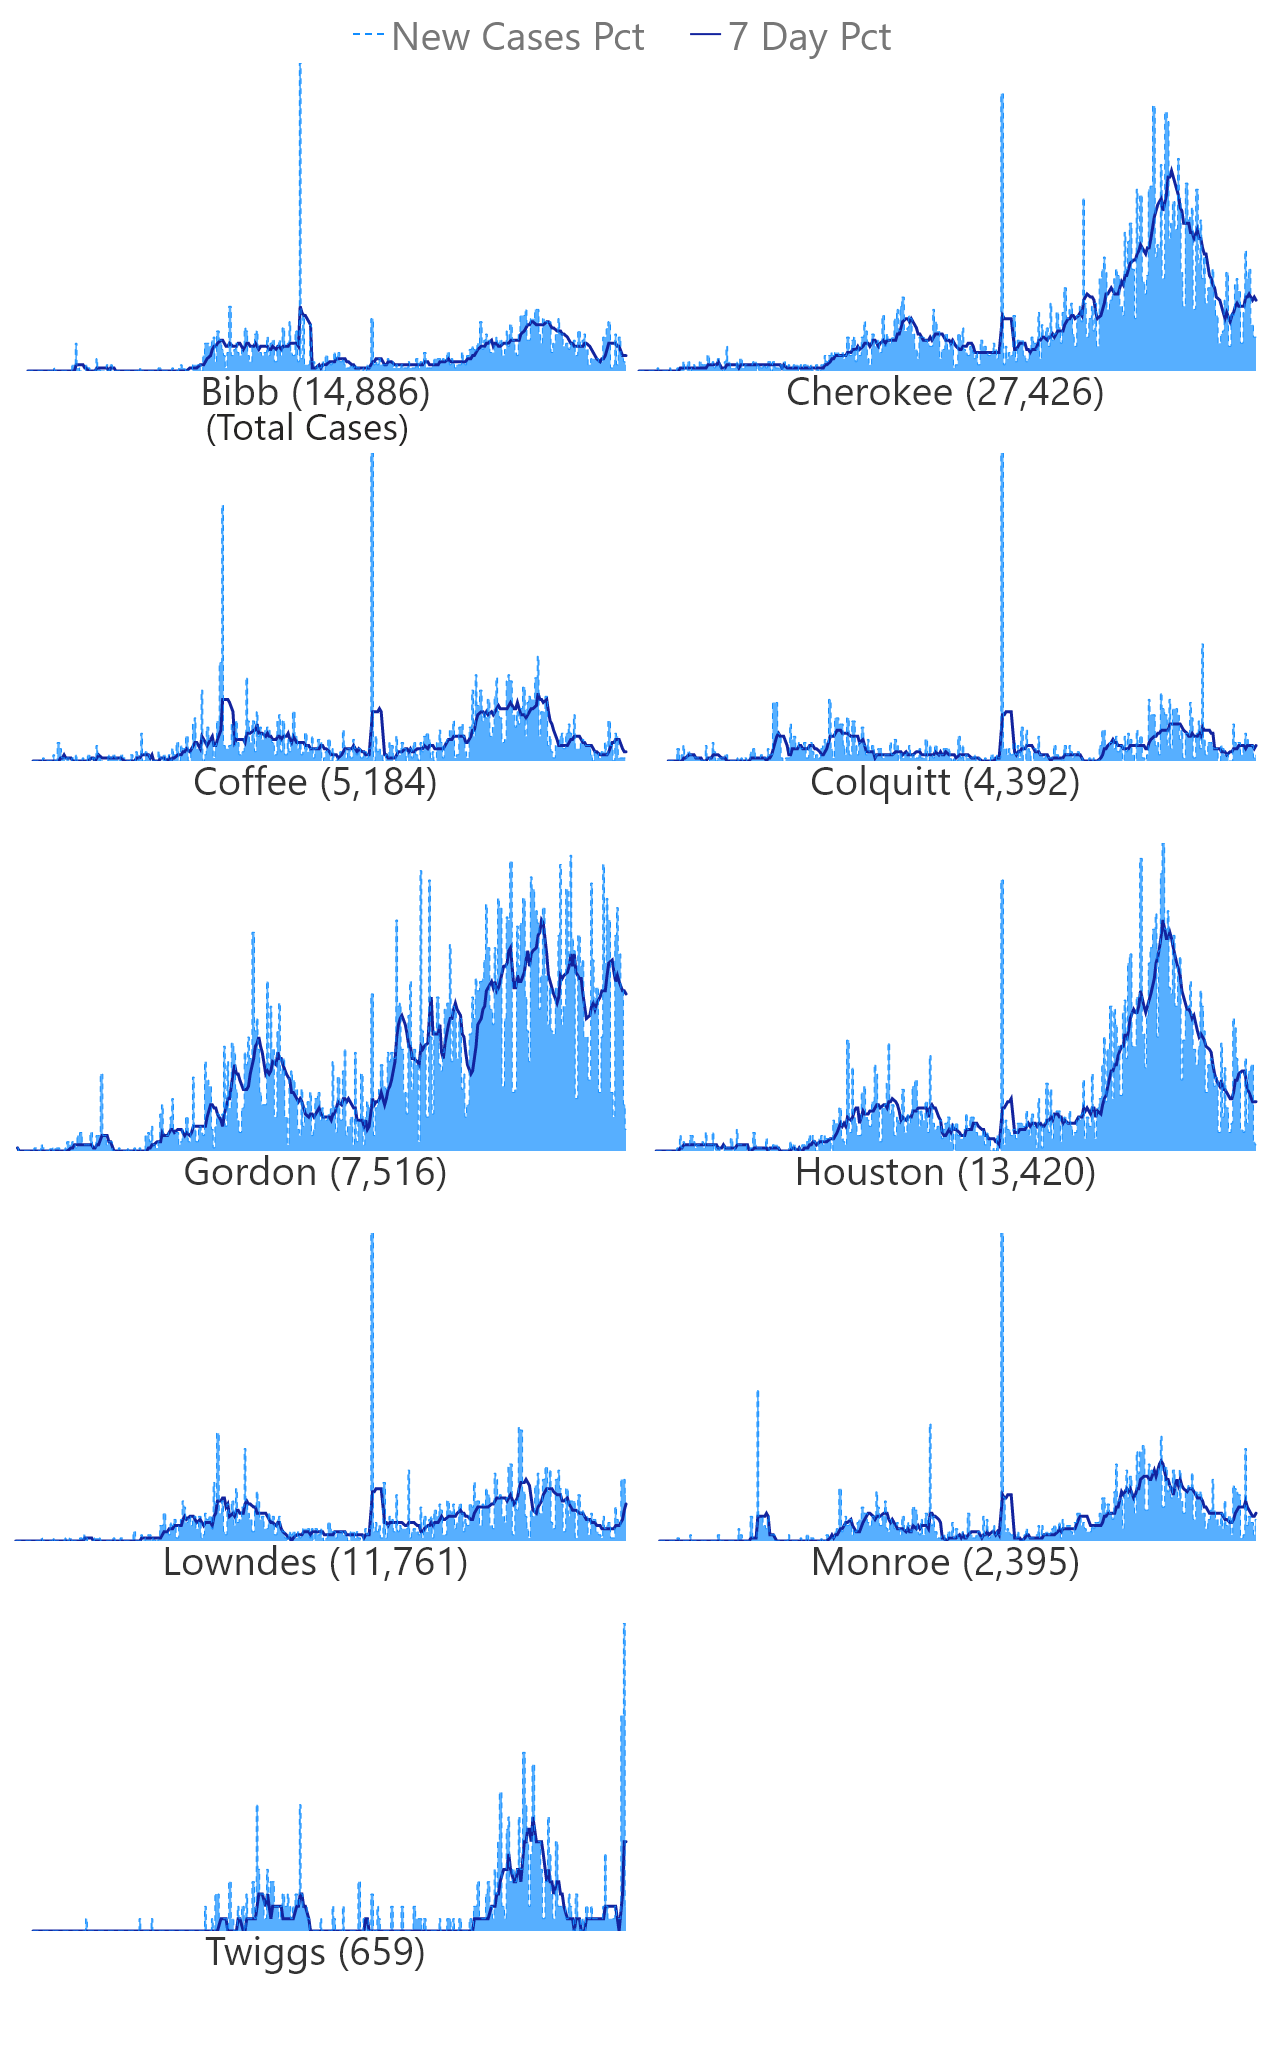 New Cases Pct 7 Day Pct
Bibb (14,886) Cherokee (27,426)
(Total Cases)
Coffee (5,184) Colquitt (4,392)
Gordon (7,516) Houston (13,420)
Lowndes (11,761) Monroe (2,395)
Twiggs (659)